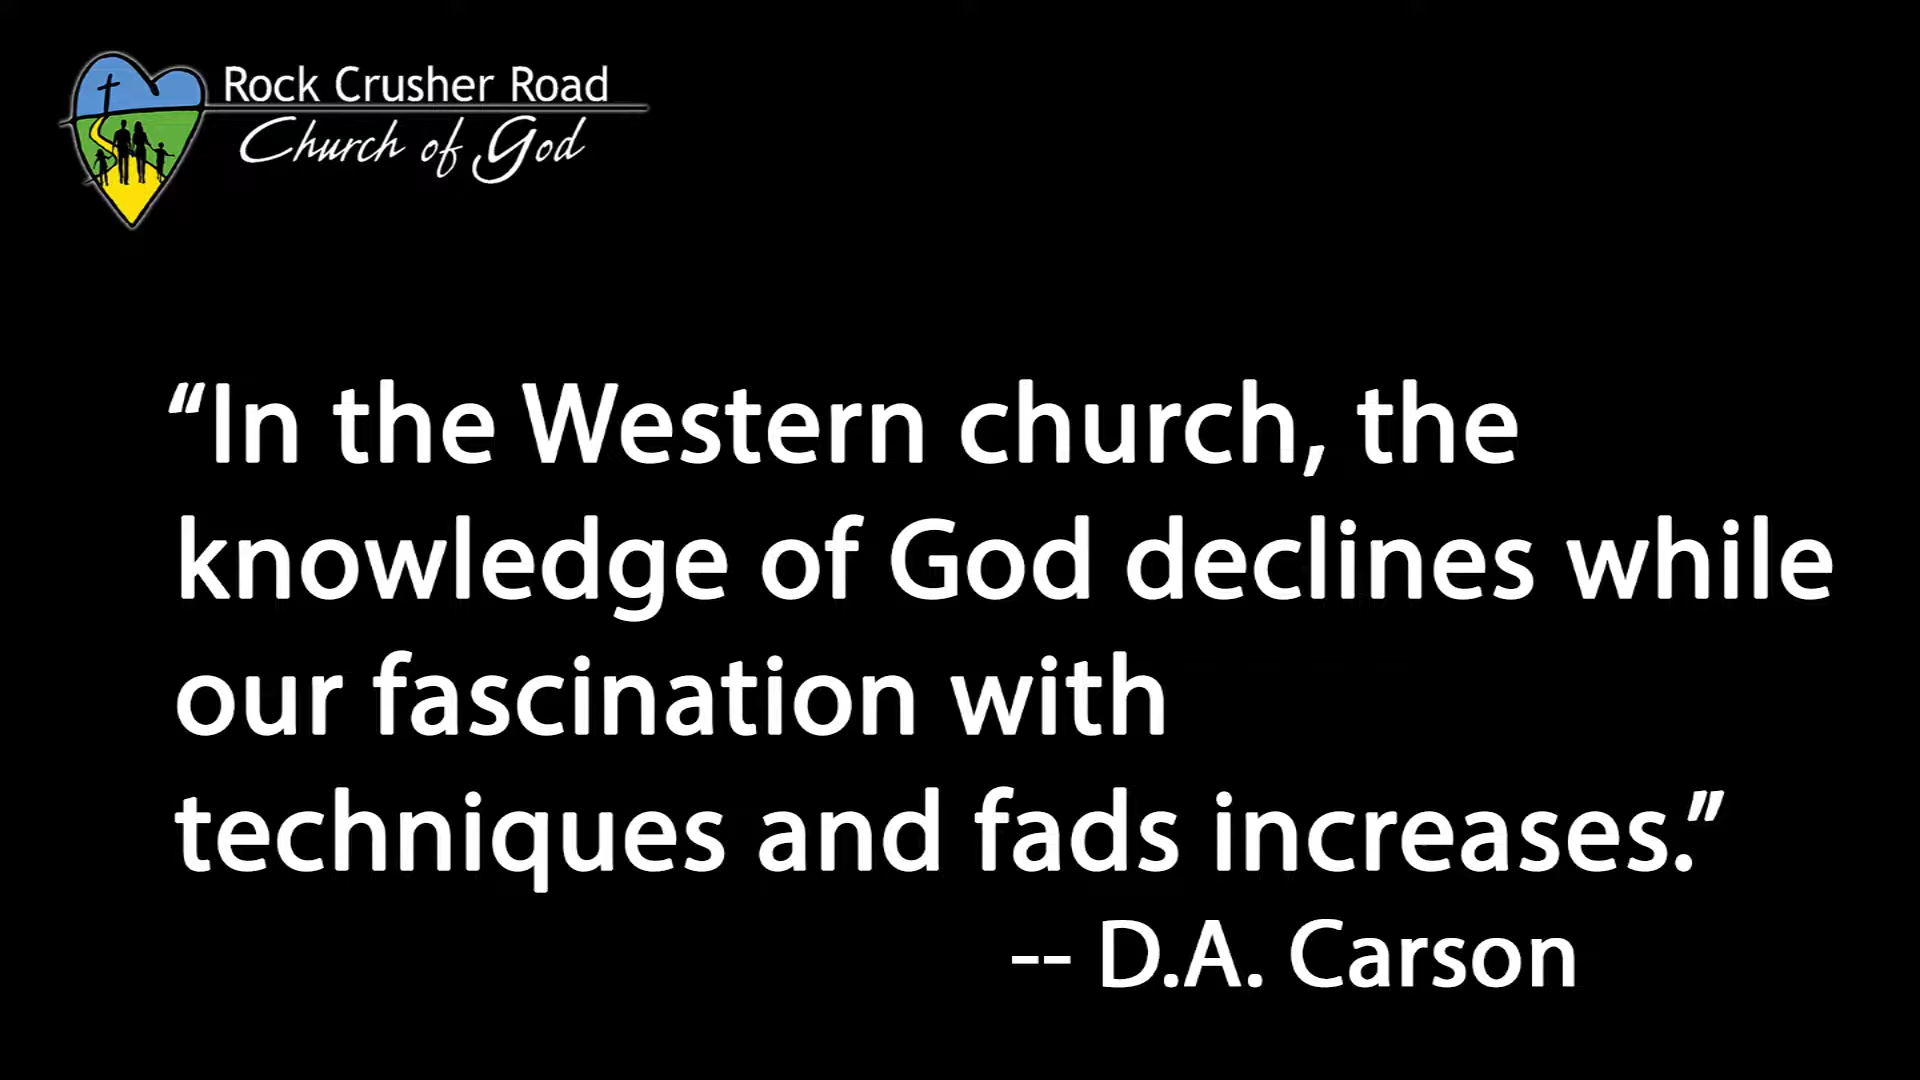 Rock Crusher Road
Church of God
“In the Western church, the
knowledge of God declines while
our fascination with
techniques and fads increases.”
-- D.A. Carson